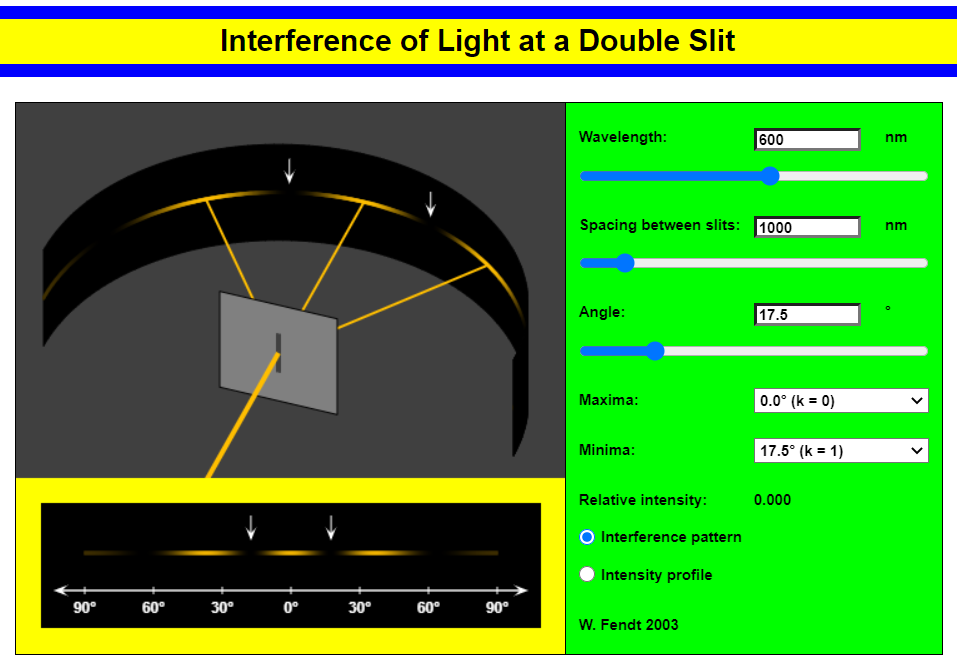 Interference of Light at a Double Slit
Wavelength: 600 nm
Spacing between slits: 1000 nm
Angle: 17.5 °
Maxima: 0.0° (k = 0)
Minima: 17.5° (k = 1)
Relative intensity: 0.000
Interference pattern
Intensity profile
W. Fendt 2003
90° 60° 30° 0° 30° 60° 90°